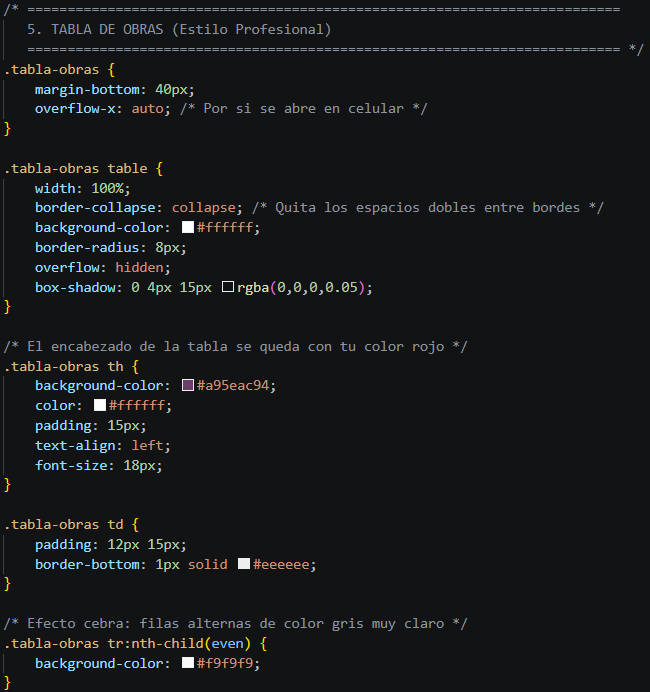 /* ==========================================================================
5. TABLA DE OBRAS (Estilo Profesional)
========================================================================== */
.tabla-obras {
margin-bottom: 40px;
overflow-x: auto; /* Por si se abre en celular */
}
.tabla-obras table {
width: 100%;
border-collapse: collapse; /* Quita los espacios dobles entre bordes */
background-color: #ffffff;
border-radius: 8px;
overflow: hidden;
box-shadow: 0 4px 15px rgba(0,0,0,0.05);
}
/* El encabezado de la tabla se queda con tu color rojo */
.tabla-obras th {
background-color: #a95eac94;
color: #ffffff;
padding: 15px;
text-align: left;
font-size: 18px;
}
.tabla-obras td {
padding: 12px 15px;
border-bottom: 1px solid #eeeeee;
}
/* Efecto cebra: filas alternas de color gris muy claro */
.tabla-obras tr:nth-child(even) {
background-color: #f9f9f9;
}